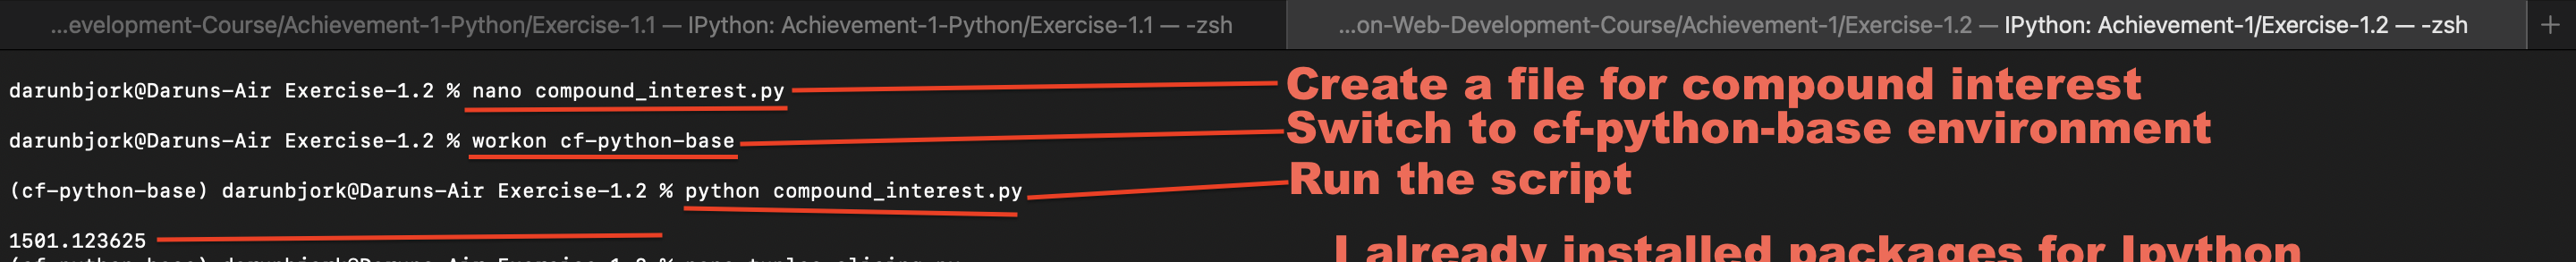 ...evelopment-Course/Achievement-1-Python/Exercise-1.1 — IPython: Achievement-1-Python/Exercise-1.1 — -zsh
...on-Web-Development-Course/Achievement-1/Exercise-1.2 — IPython: Achievement-1/Exercise-1.2 — -zsh
+
darunbjork@Daruns-Air Exercise-1.2 % nano compound_interest.py
Create a file for compound interest
darunbjork@Daruns-Air Exercise-1.2 % workon cf-python-base
Switch to cf-python-base environment
(cf-python-base) darunbjork@Daruns-Air Exercise-1.2 % python compound_interest.py
Run the script
1501.123625
I already installed packages for Ipython